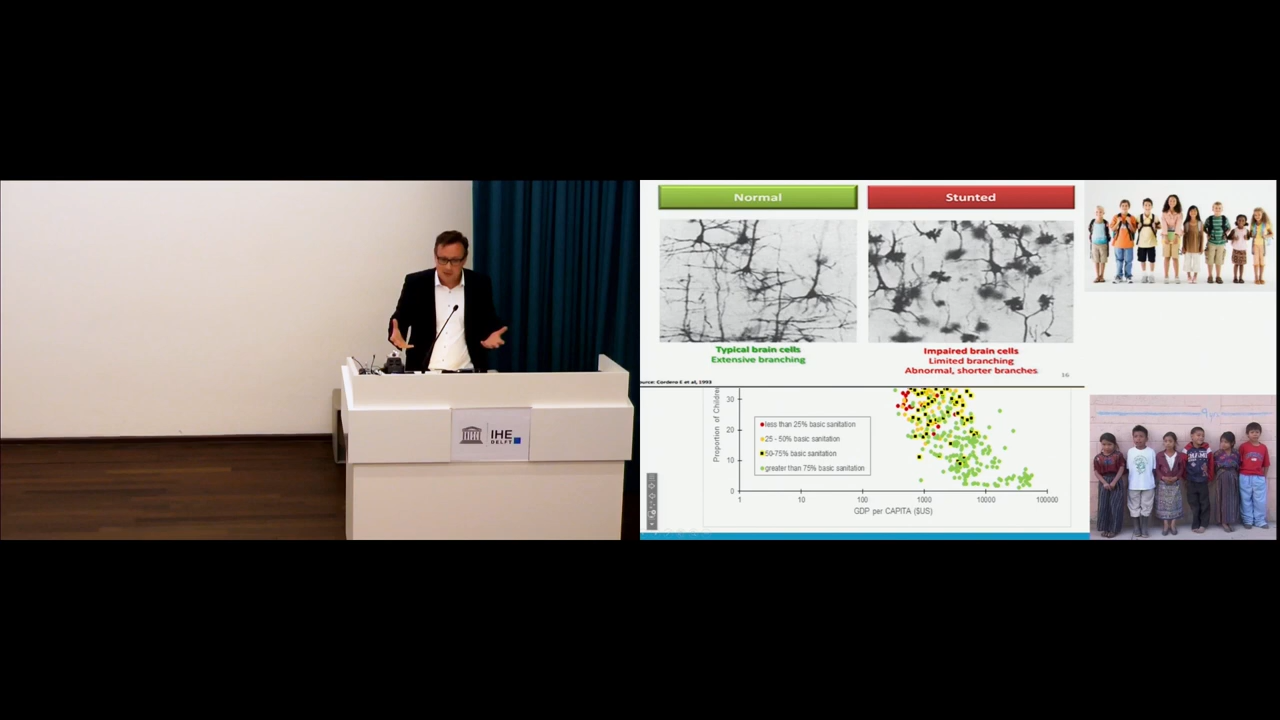 IHE
DELFT
Normal
Stunted
Typical brain cells
Extensive branching
Impaired brain cells
Limited branching
Abnormal, shorter branches
16
ource: Cordero E et al, 1993
Proportion of Children
30
20
10
0
less than 25% basic sanitation
25 - 50% basic sanitation
50-75% basic sanitation
greater than 75% basic sanitation
1 10 100 1000 10000 100000
GDP per CAPITA ($US)